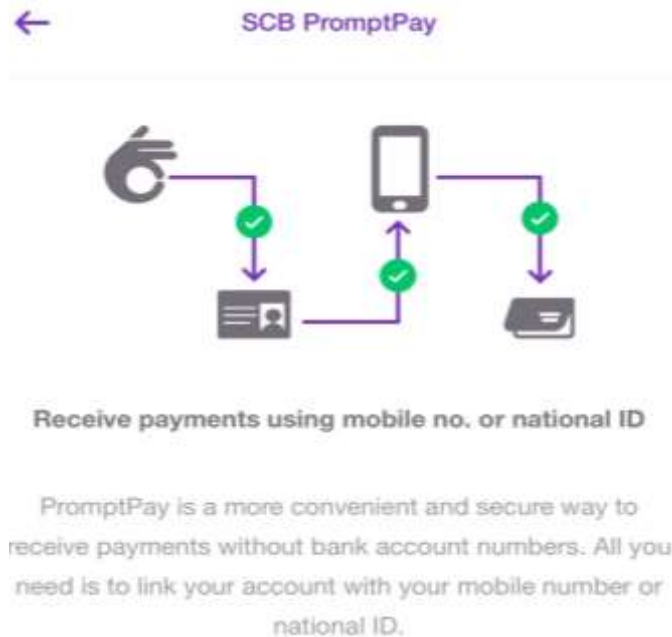 SCB PromptPay
Receive payments using mobile no. or national ID
PromptPay is a more convenient and secure way to
receive payments without bank account numbers. All you
need is to link your account with your mobile number or
national ID.